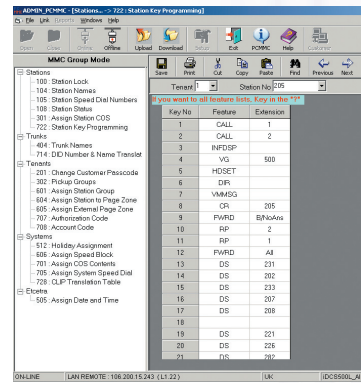 ADMIN_PCMMC - [Stations... -> 722 : Station Key Programming]
File Link Reports Windows Help
Open Close Online Offline Upload Download Setup Exit PCMMC Help Customer
MMC Group Mode
Stations
100 : Station Lock
104 : Station Names
105 : Station Speed Dial Numbers
108 : Station Status
301 : Assign Station COS
722 : Station Key Programming
Trunks
404 : Trunk Names
714 : DID Number & Name Translat
Tenants
201 : Change Customer Passcode
302 : Pickup Groups
601 : Assign Station Group
604 : Assign Station to Page Zone
605 : Assign External Page Zone
707 : Authorization Code
708 : Account Code
Systems
512 : Holiday Assignment
606 : Assign Speed Block
701 : Assign COS Contents
705 : Assign System Speed Dial
728 : CLIP Translation Table
Etcetra
505 : Assign Date and Time
Save Print Cut Copy Paste Find Previous Next
Tenant 1 Station No 205
If you want to all feature lists, Key in the "?"
Key No Feature Extension
1 CALL 1
2 CALL 2
3 INFDSP
4 VG 500
5 HDSET
6 DIR
7 VMMSG
8 CR 205
9 FWRD B/NoAns
10 RP 2
11 RP 1
12 FWRD All
13 DS 231
14 DS 202
15 DS 233
16 DS 207
17 DS 208
18
19 DS 221
20 DS 226
21 DS 282
ON-LINE LAN REMOTE : 106.200.15.243 (L1.22) UK iDCS500L_Al